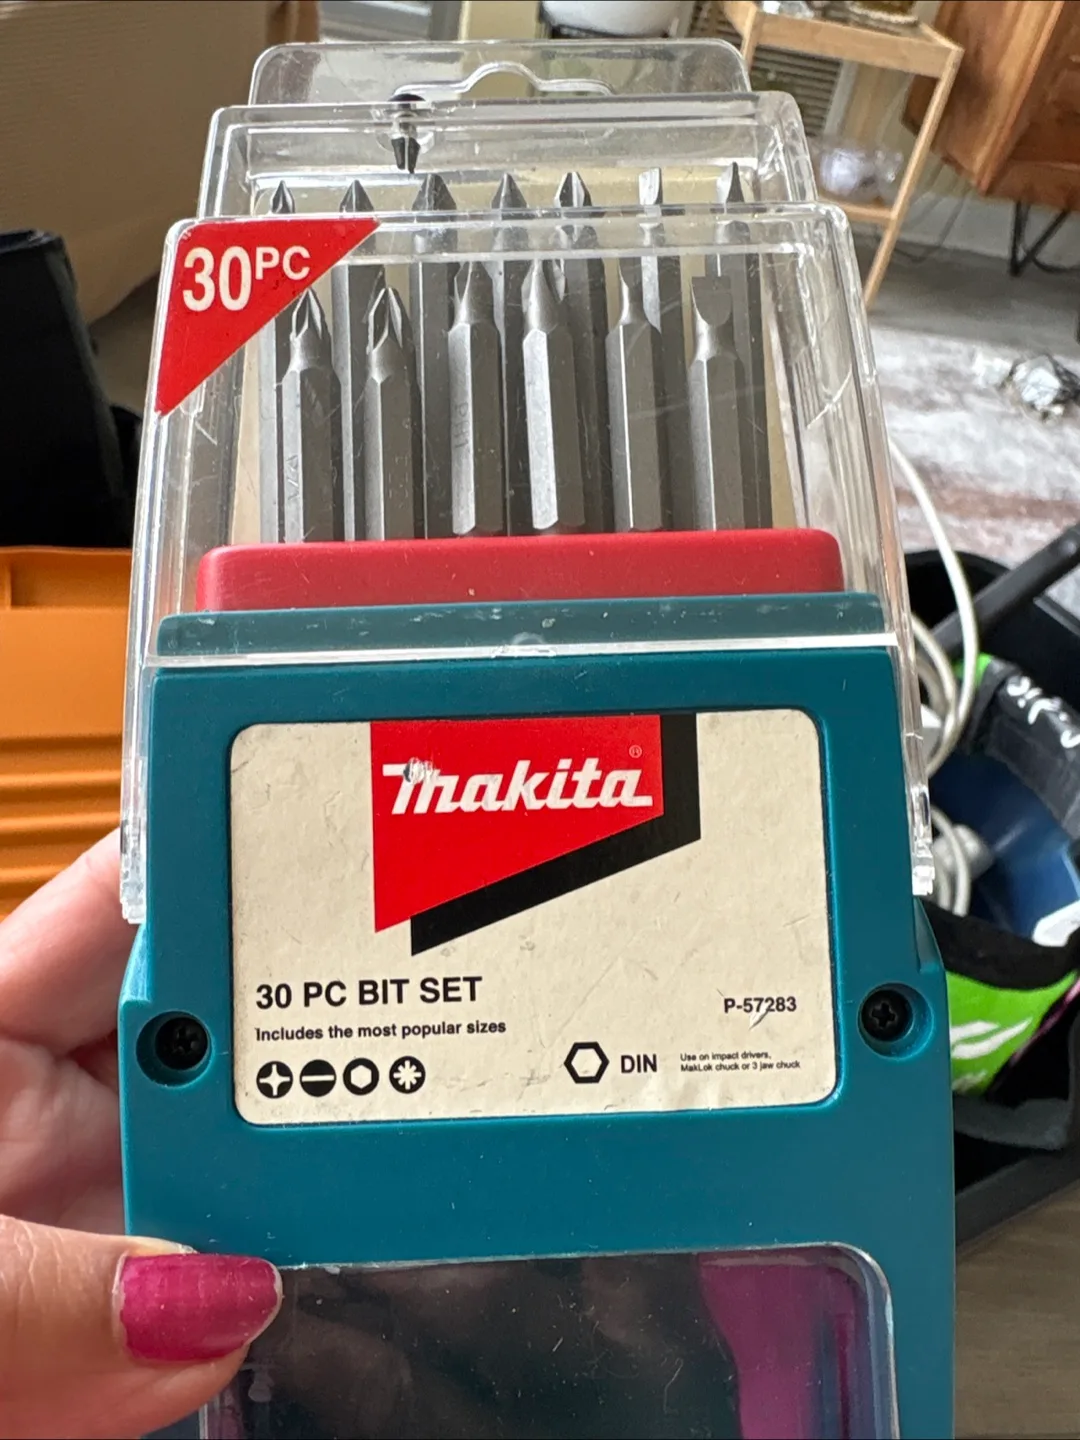 30PC
PH1
makita®
30 PC BIT SET
Includes the most popular sizes
P-57283
DIN
Use on impact drivers,
MakLok chuck or 3 jaw chuck